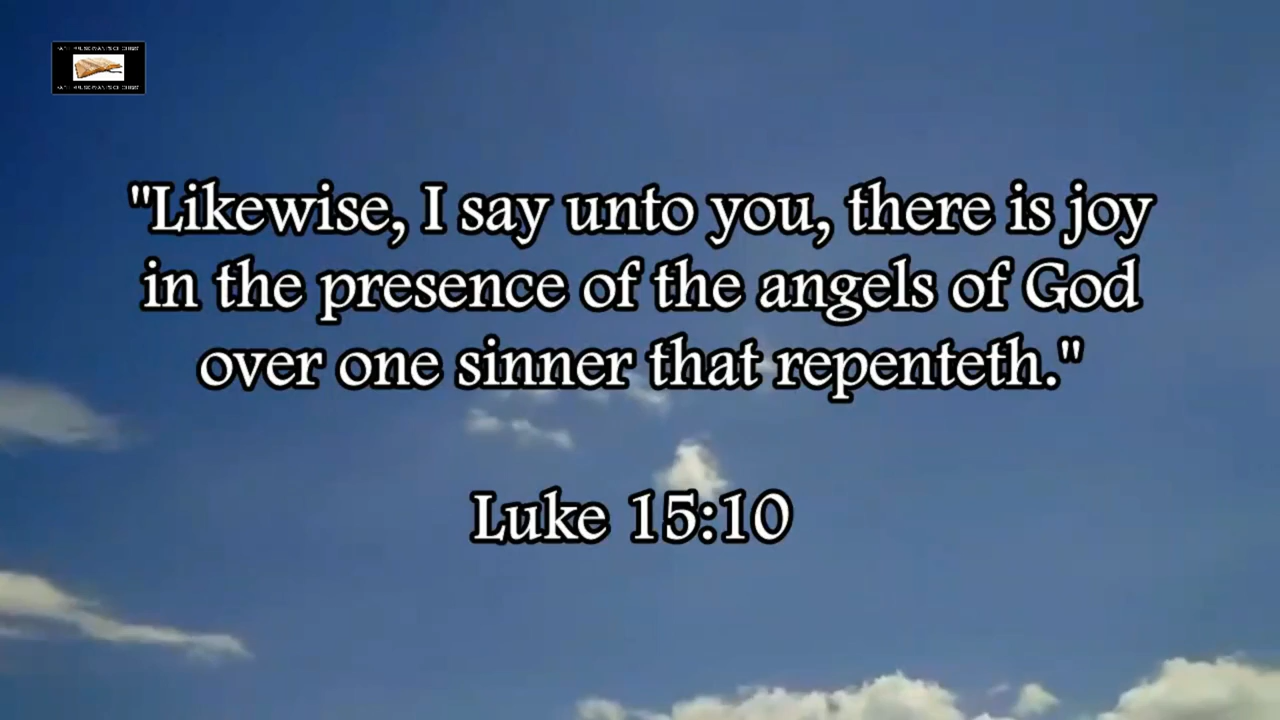 "Likewise, I say unto you, there is joy
in the presence of the angels of God
over one sinner that repenteth."
Luke 15:10